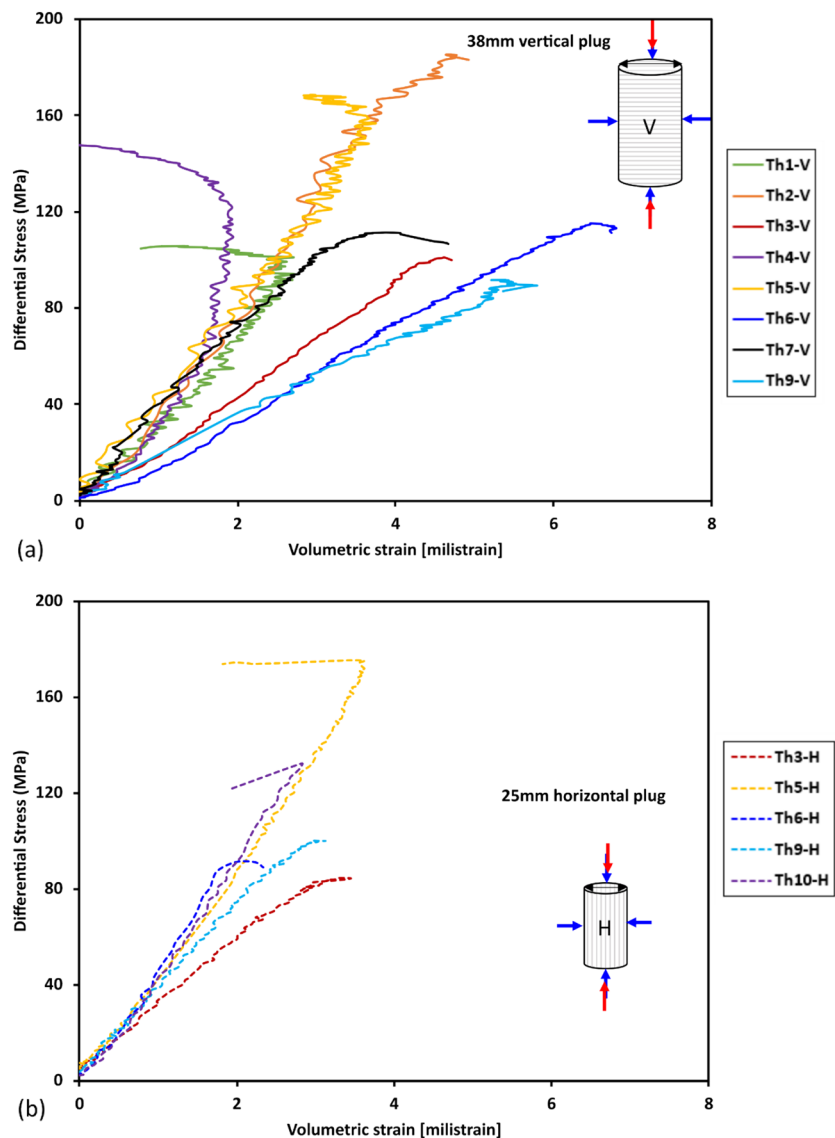 200
160
120
80
40
0
Differential Stress (MPa)
38mm vertical plug
V
Th1-V
Th2-V
Th3-V
Th4-V
Th5-V
Th6-V
Th7-V
Th9-V
0 2 4 6 8
Volumetric strain [milistrain]
(a)
200
160
120
80
40
0
Differential Stress (MPa)
25mm horizontal plug
H
Th3-H
Th5-H
Th6-H
Th9-H
Th10-H
0 2 4 6 8
Volumetric strain [milistrain]
(b)